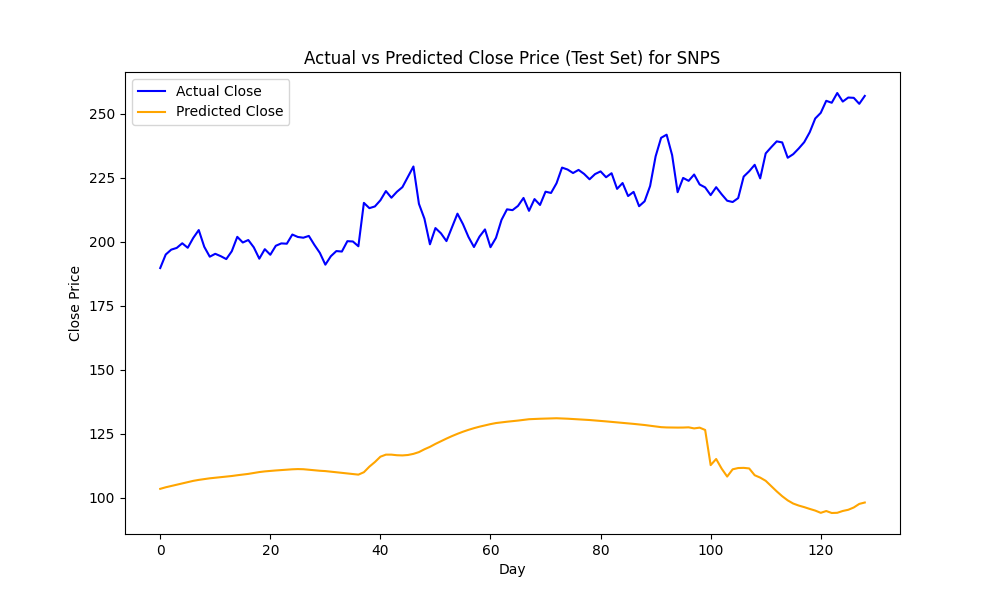 Actual vs Predicted Close Price (Test Set) for SNPS
Actual Close
Predicted Close
Close Price
250
225
200
175
150
125
100
0 20 40 60 80 100 120
Day